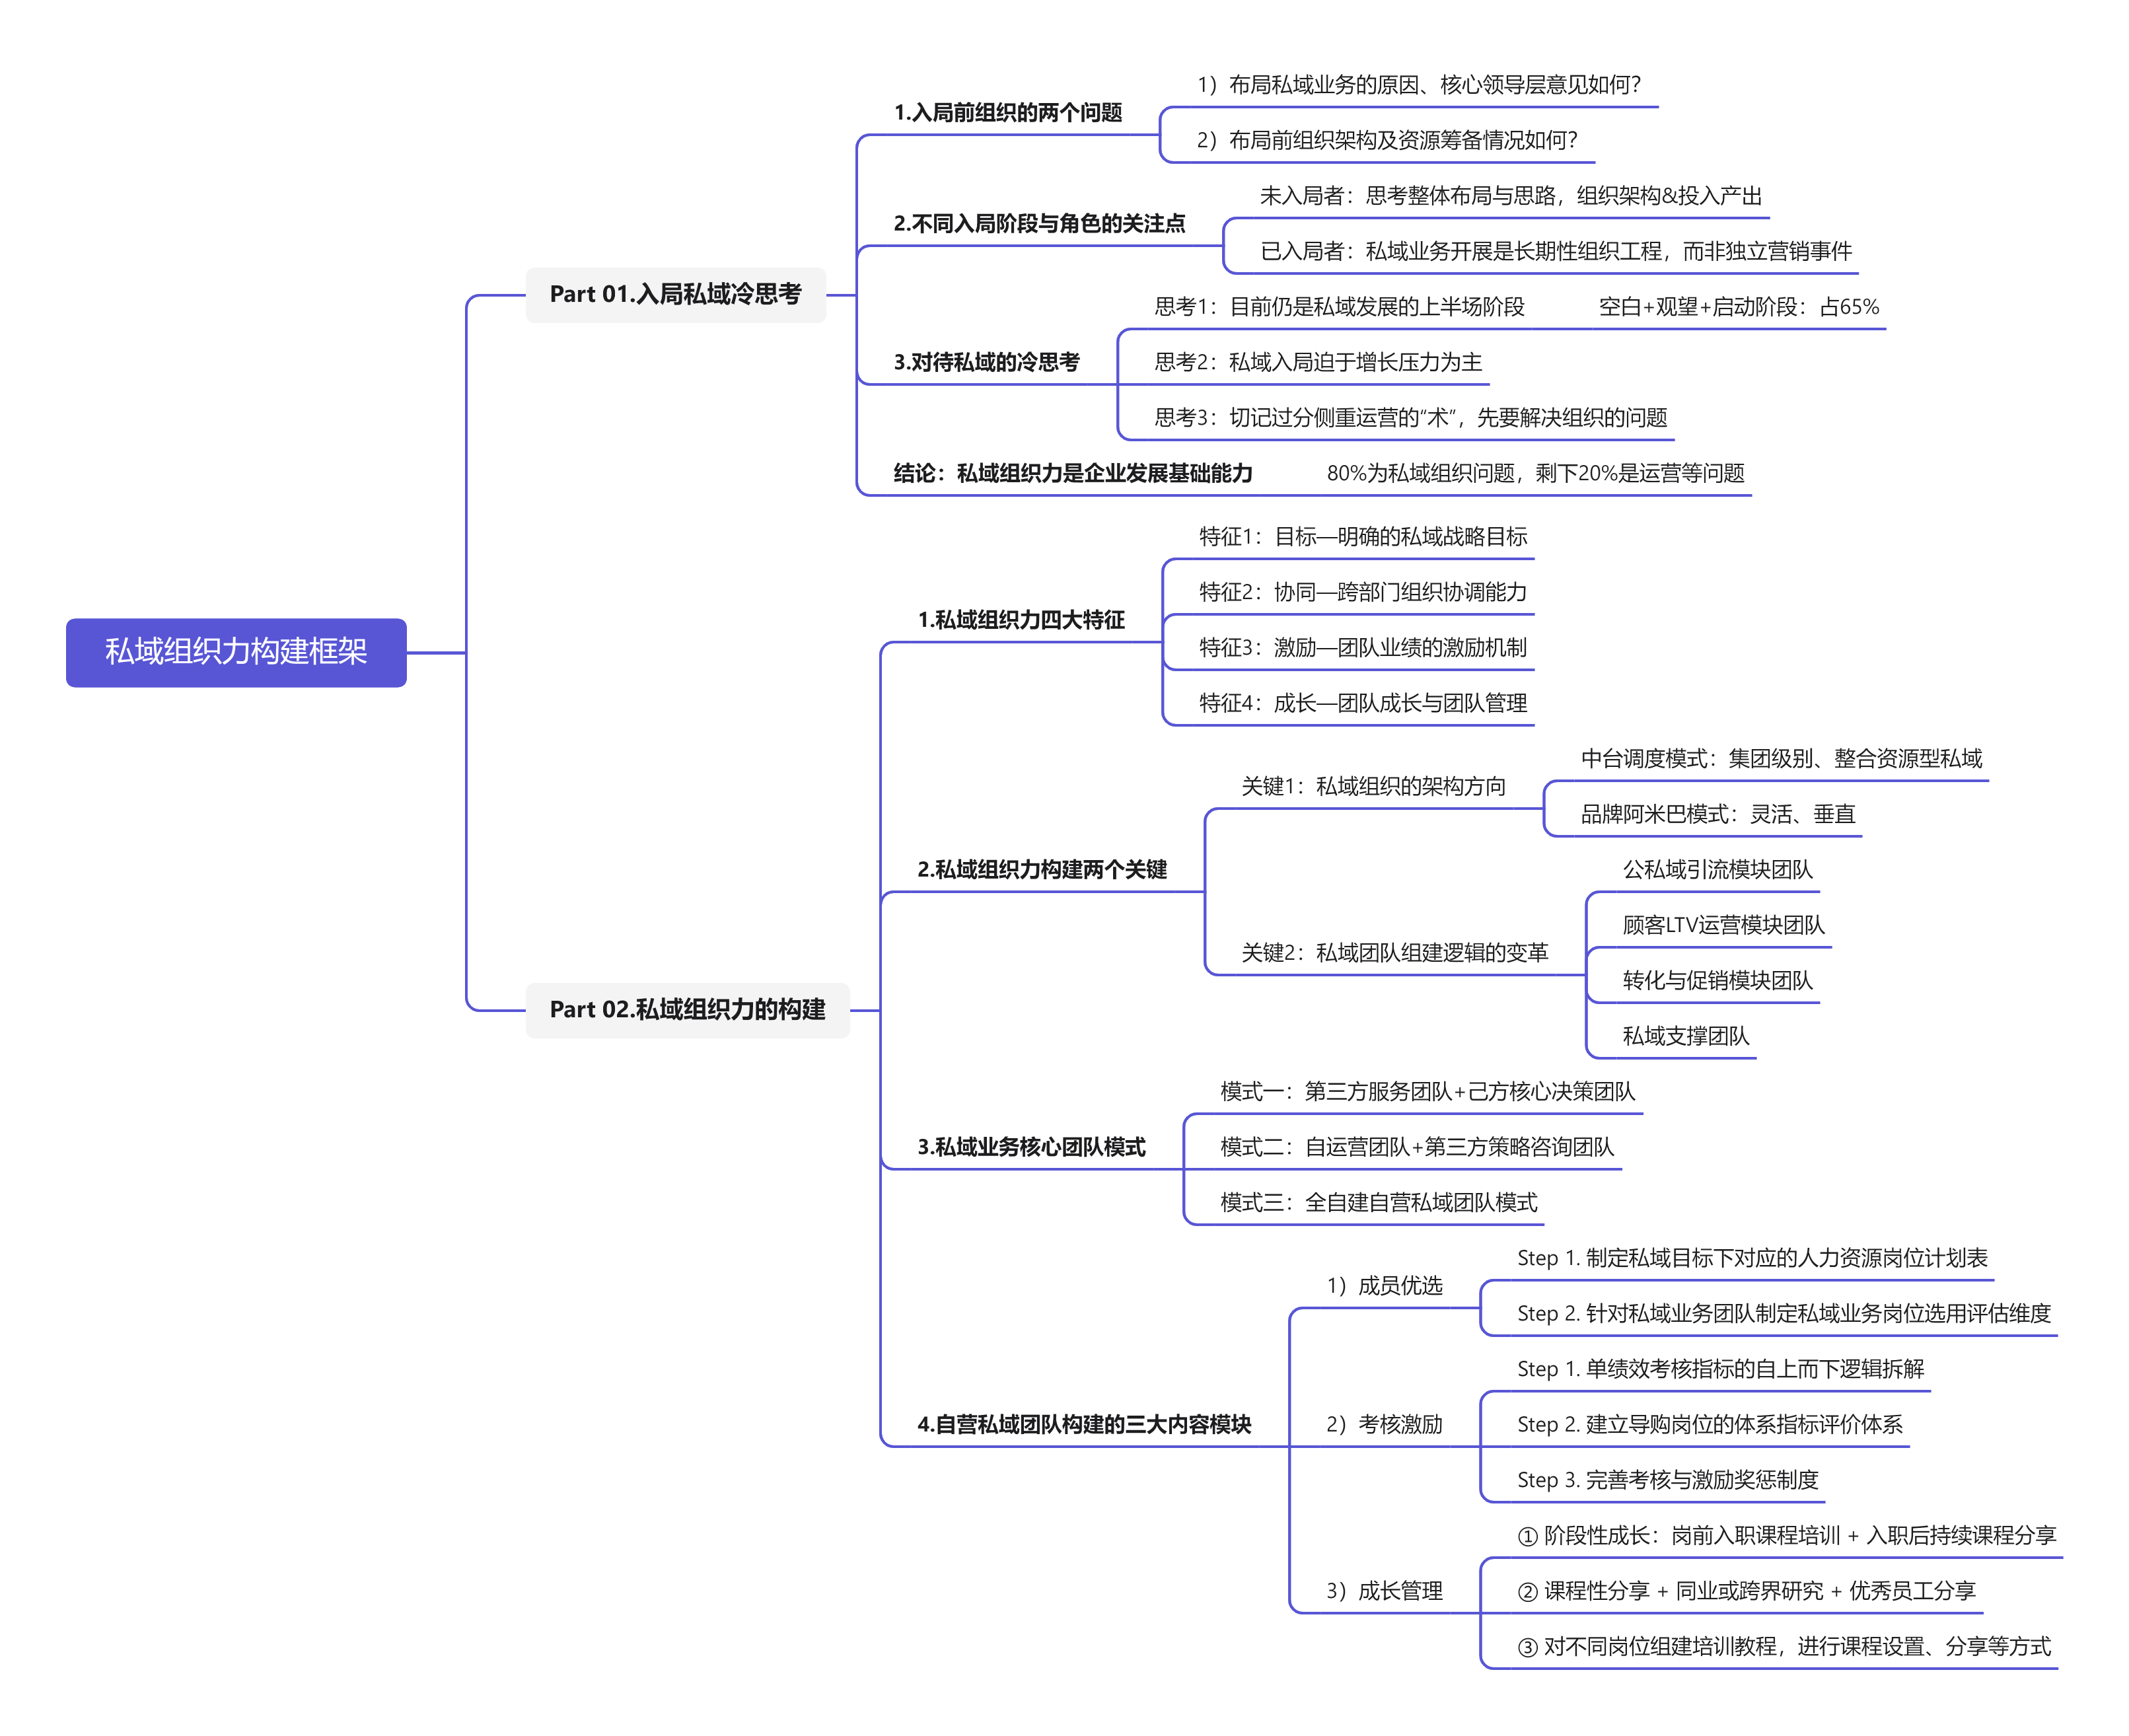 私域组织力构建框架
Part 01.入局私域冷思考
1.入局前组织的两个问题
1）布局私域业务的原因、核心领导层意见如何？
2）布局前组织架构及资源筹备情况如何？
2.不同入局阶段与角色的关注点
未入局者：思考整体布局与思路，组织架构&投入产出
已入局者：私域业务开展是长期性组织工程，而非独立营销事件
3.对待私域的冷思考
思考1：目前仍是私域发展的上半场阶段
空白+观望+启动阶段：占65%
思考2：私域入局迫于增长压力为主
思考3：切记过分侧重运营的“术”，先要解决组织的问题
结论：私域组织力是企业发展基础能力
80%为私域组织问题，剩下20%是运营等问题
Part 02.私域组织力的构建
1.私域组织力四大特征
特征1：目标—明确的私域战略目标
特征2：协同—跨部门组织协调能力
特征3：激励—团队业绩的激励机制
特征4：成长—团队成长与团队管理
2.私域组织力构建两个关键
关键1：私域组织的架构方向
中台调度模式：集团级别、整合资源型私域
品牌阿米巴模式：灵活、垂直
关键2：私域团队组建逻辑的变革
公私域引流模块团队
顾客LTV运营模块团队
转化与促销模块团队
私域支撑团队
3.私域业务核心团队模式
模式一：第三方服务团队+己方核心决策团队
模式二：自运营团队+第三方策略咨询团队
模式三：全自建自营私域团队模式
4.自营私域团队构建的三大内容模块
1）成员优选
Step 1. 制定私域目标下对应的人力资源岗位计划表
Step 2. 针对私域业务团队制定私域业务岗位选用评估维度
2）考核激励
Step 1. 单绩效考核指标的自上而下逻辑拆解
Step 2. 建立导购岗位的体系指标评价体系
Step 3. 完善考核与激励奖惩制度
3）成长管理
① 阶段性成长：岗前入职课程培训 + 入职后持续课程分享
② 课程性分享 + 同业或跨界研究 + 优秀员工分享
③ 对不同岗位组建培训教程，进行课程设置、分享等方式